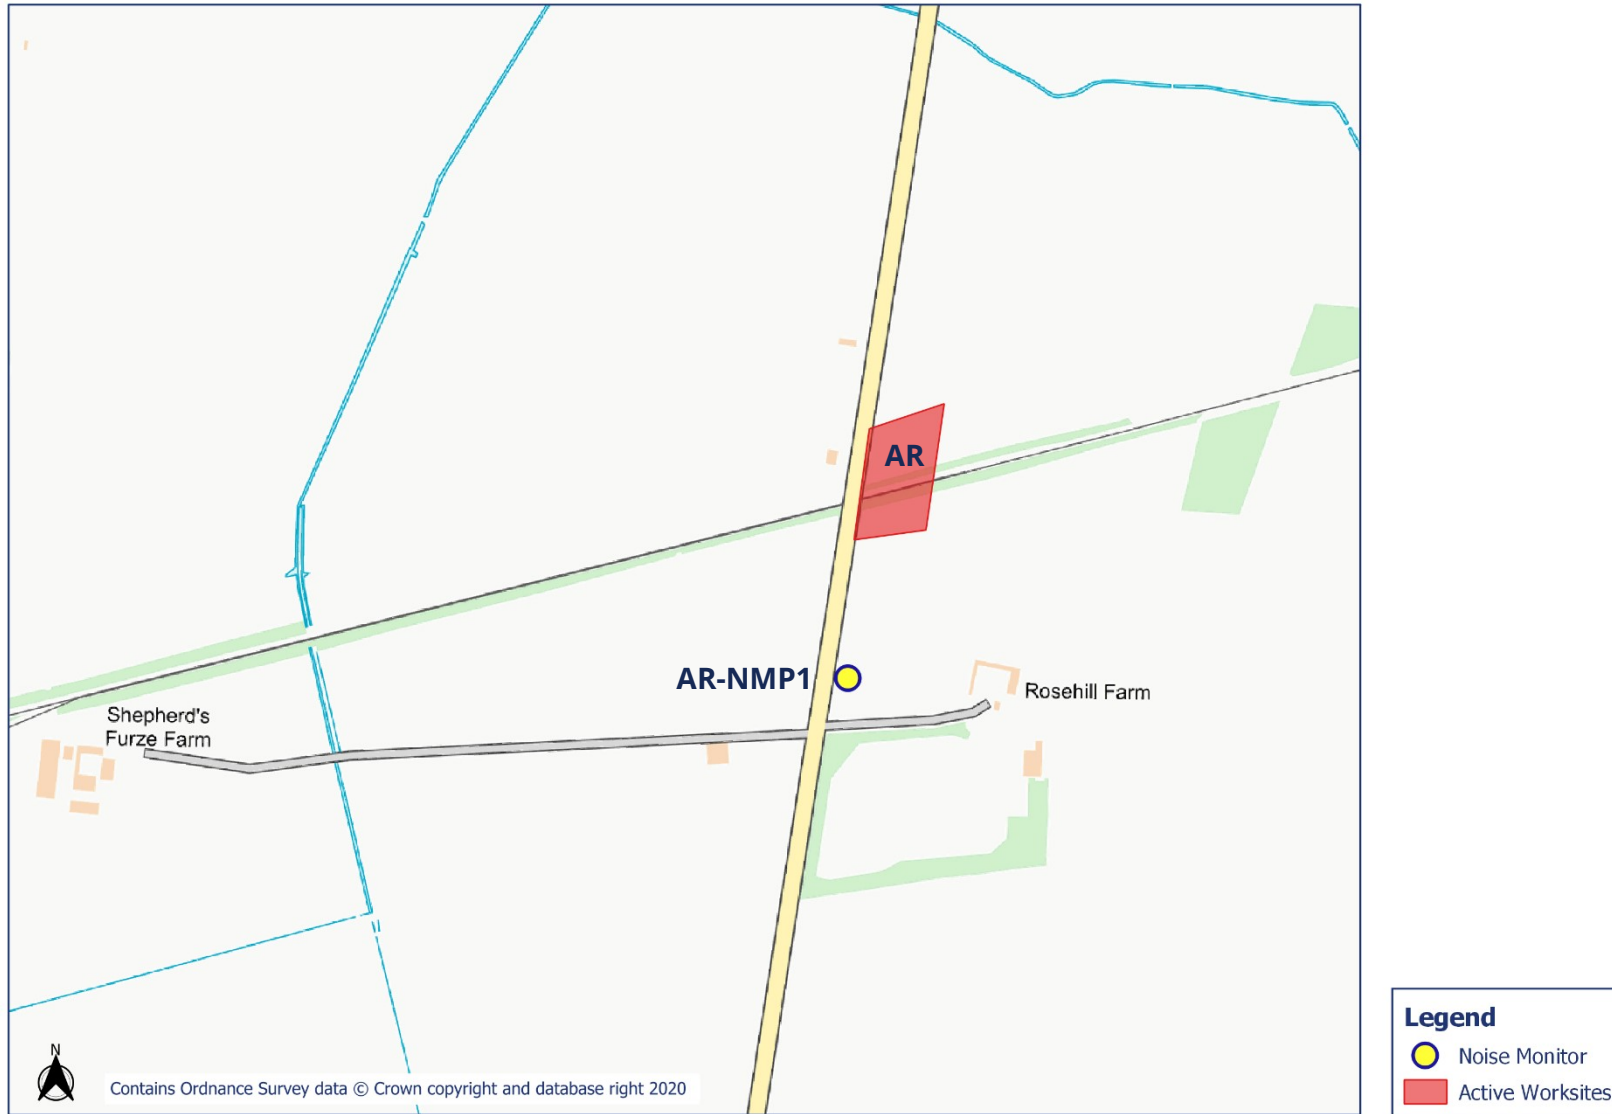 AR
AR-NMP1
Rosehill Farm
Shepherd's
Furze Farm
N
Contains Ordnance Survey data © Crown copyright and database right 2020
Legend
Noise Monitor
Active Worksites